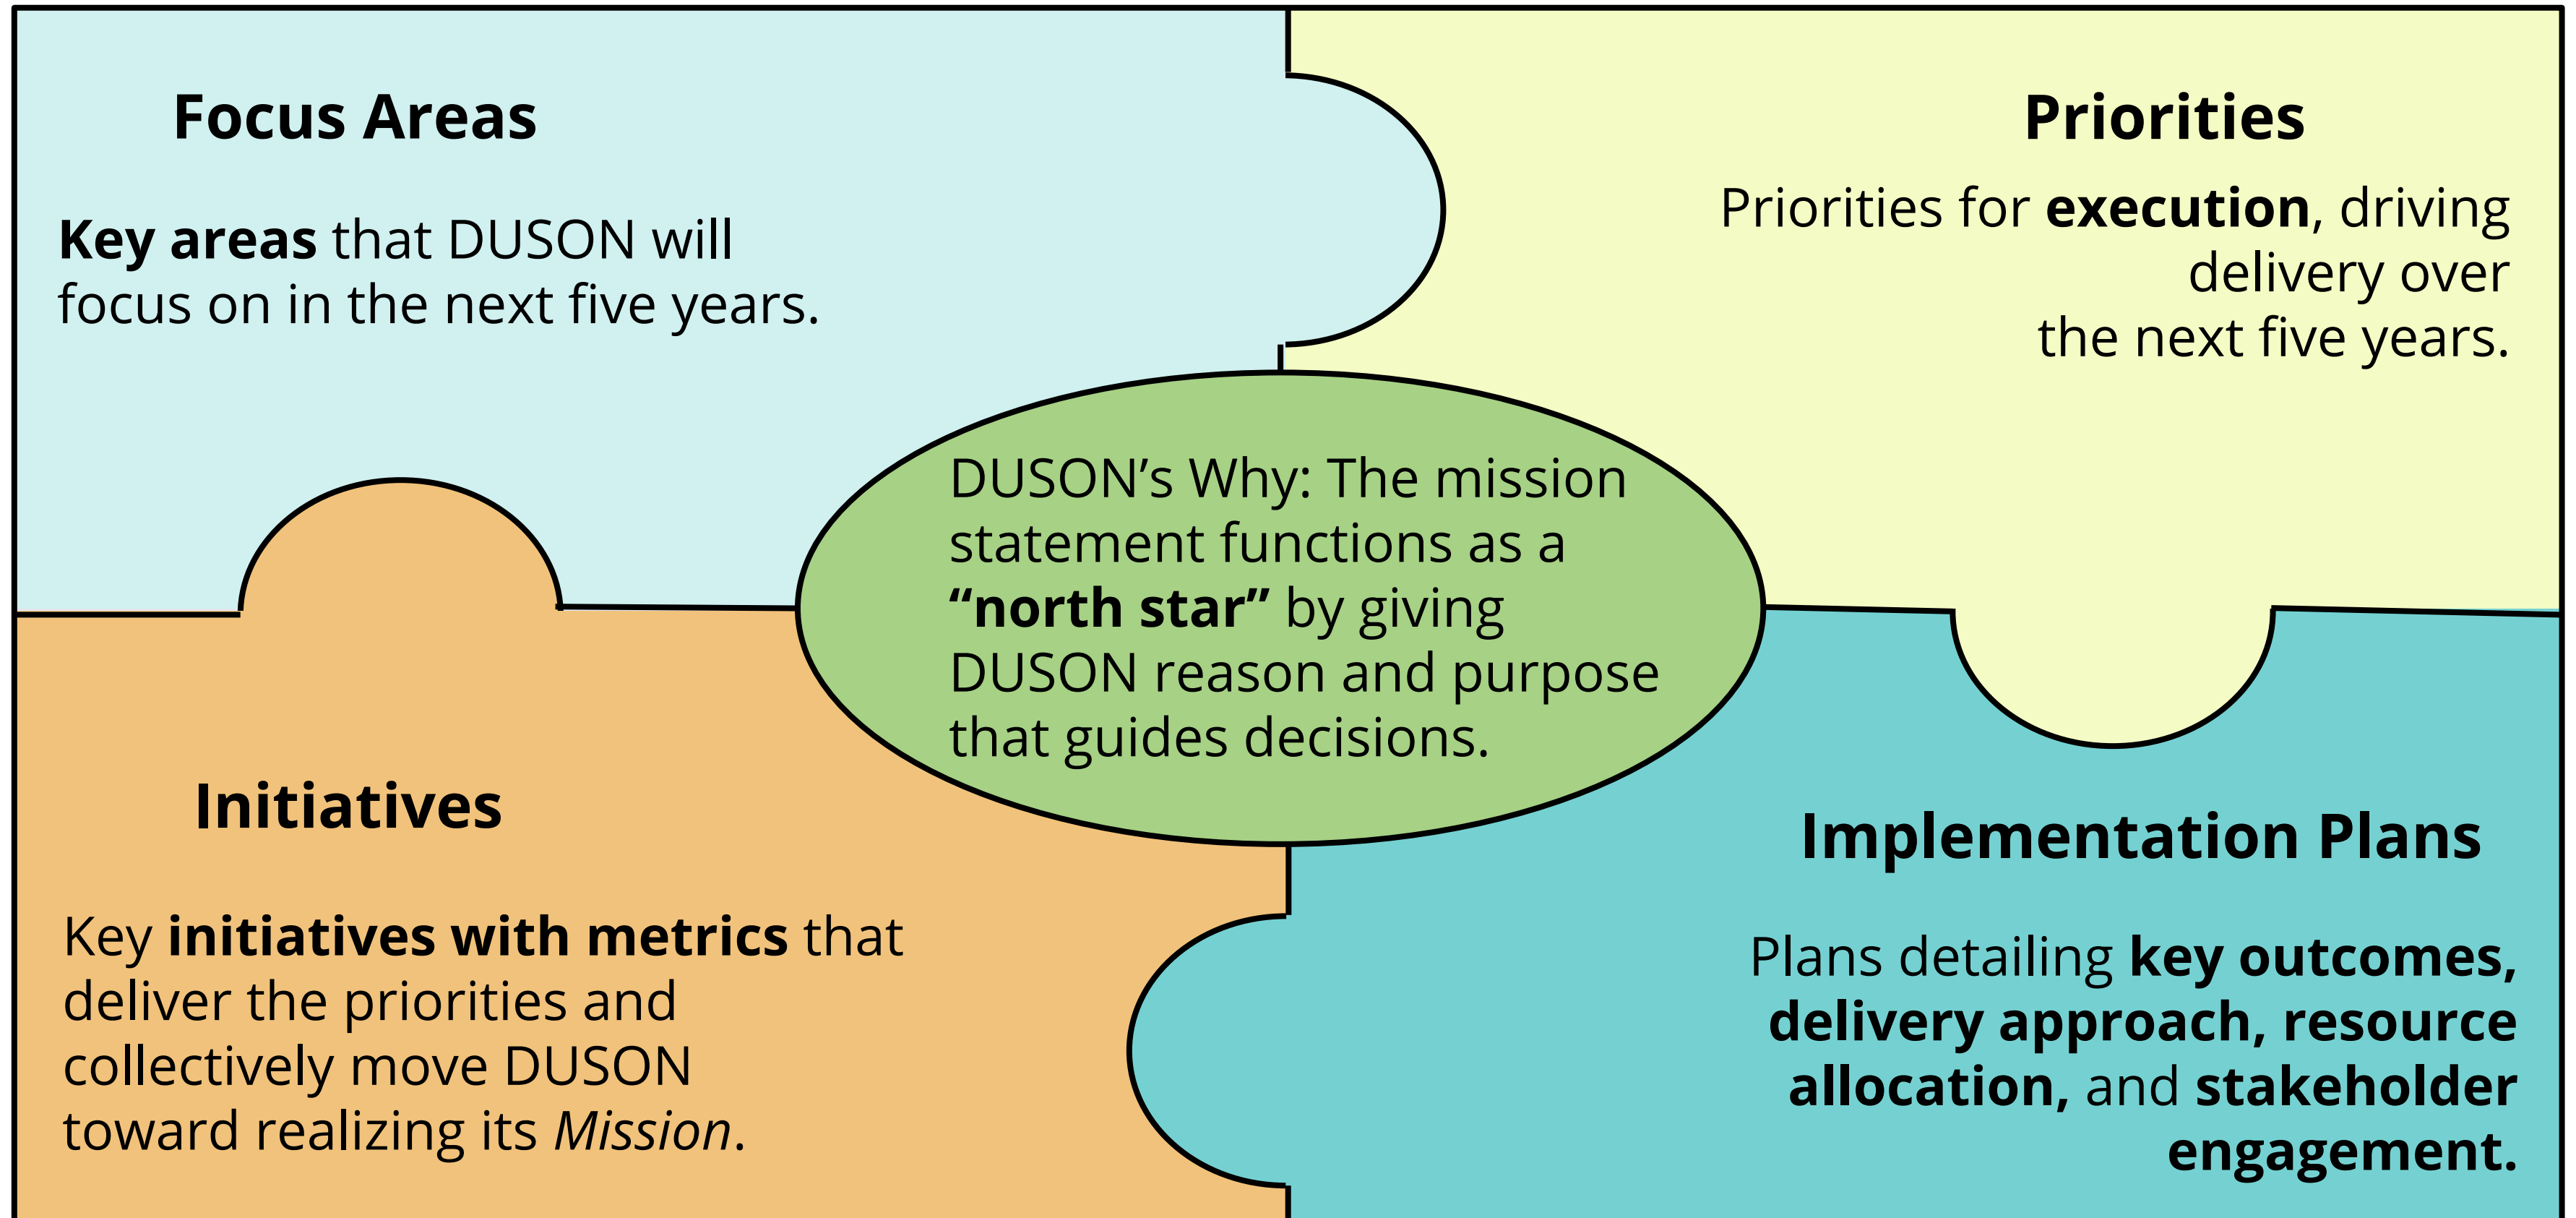 Focus Areas
Key areas that DUSON will
focus on in the next five years.
Priorities
Priorities for execution, driving
delivery over
the next five years.
DUSON’s Why: The mission
statement functions as a
“north star” by giving
DUSON reason and purpose
that guides decisions.
Initiatives
Key initiatives with metrics that
deliver the priorities and
collectively move DUSON
toward realizing its Mission.
Implementation Plans
Plans detailing key outcomes,
delivery approach, resource
allocation, and stakeholder
engagement.